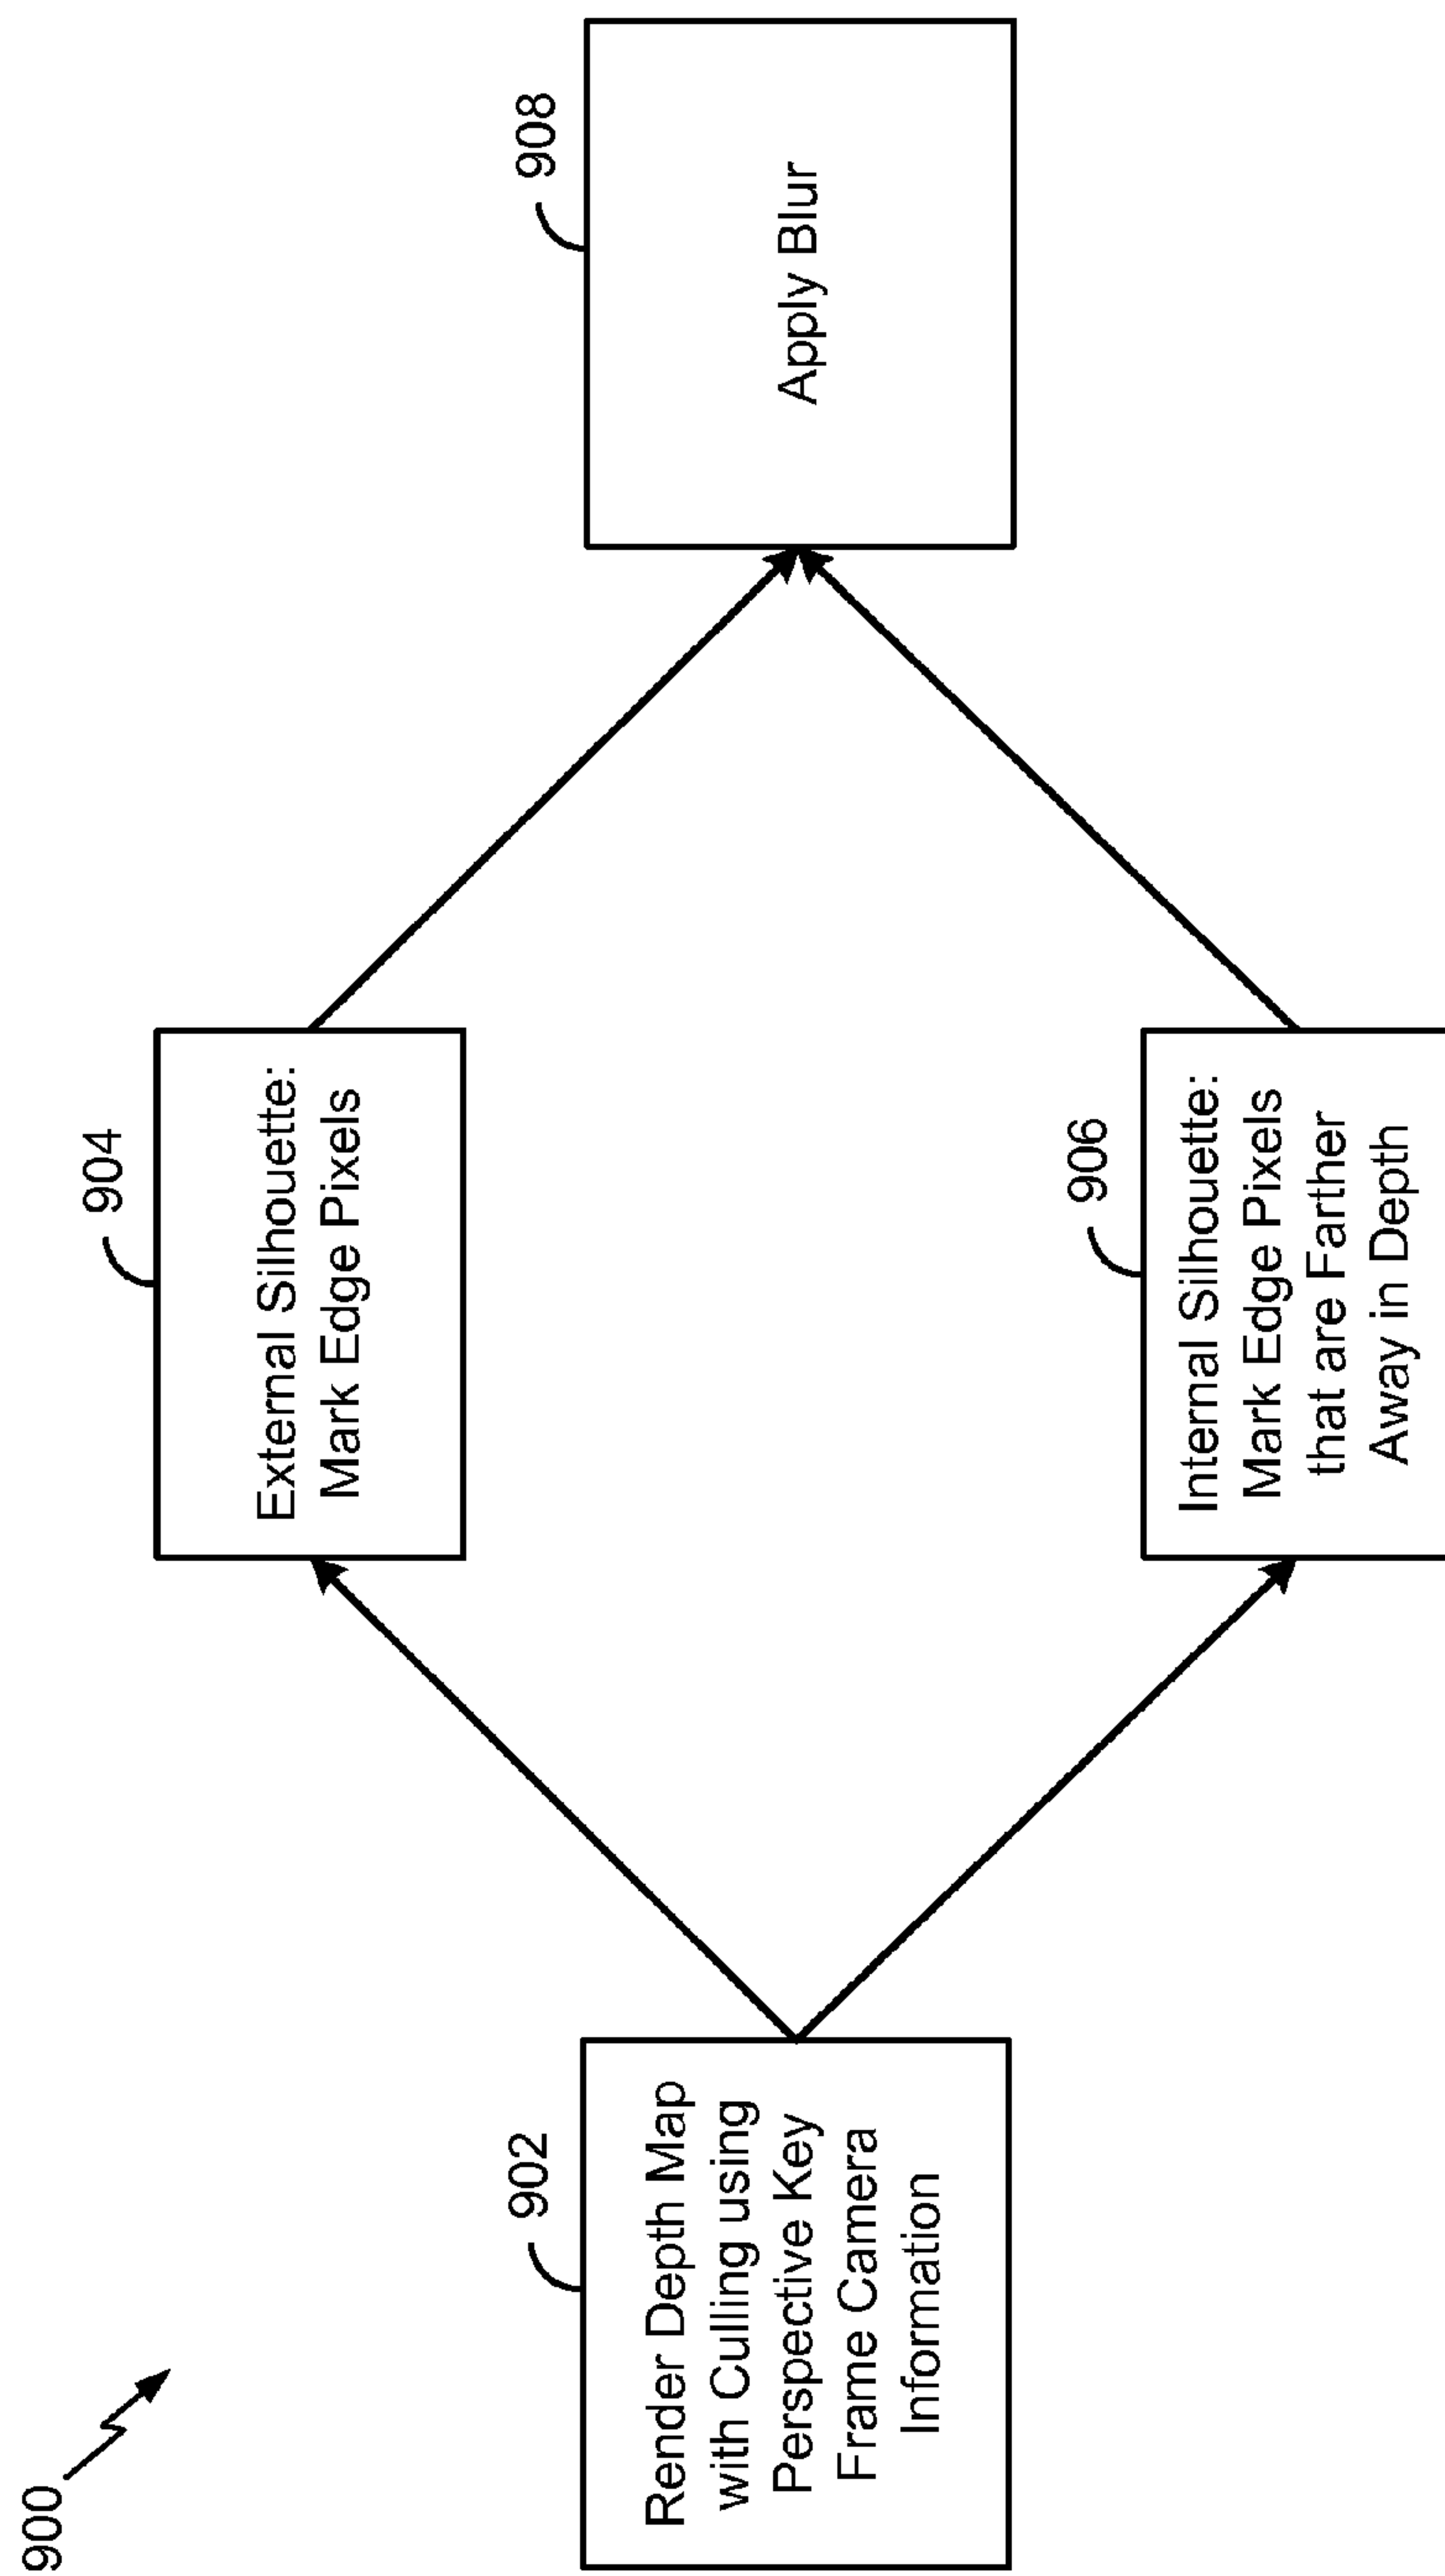 900
902
Render Depth Map
with Culling using
Perspective Key
Frame Camera
Information
904
External Silhouette:
Mark Edge Pixels
906
Internal Silhouette:
Mark Edge Pixels
that are Farther
Away in Depth
908
Apply Blur